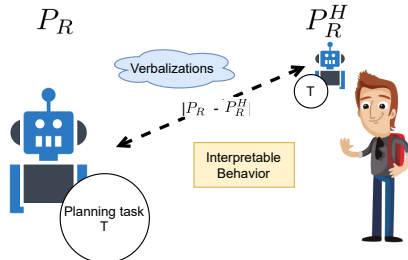 P_R
P_R^H
Verbalizations
T
|P_R - P_R^H|
Interpretable
Behavior
Planning task
T